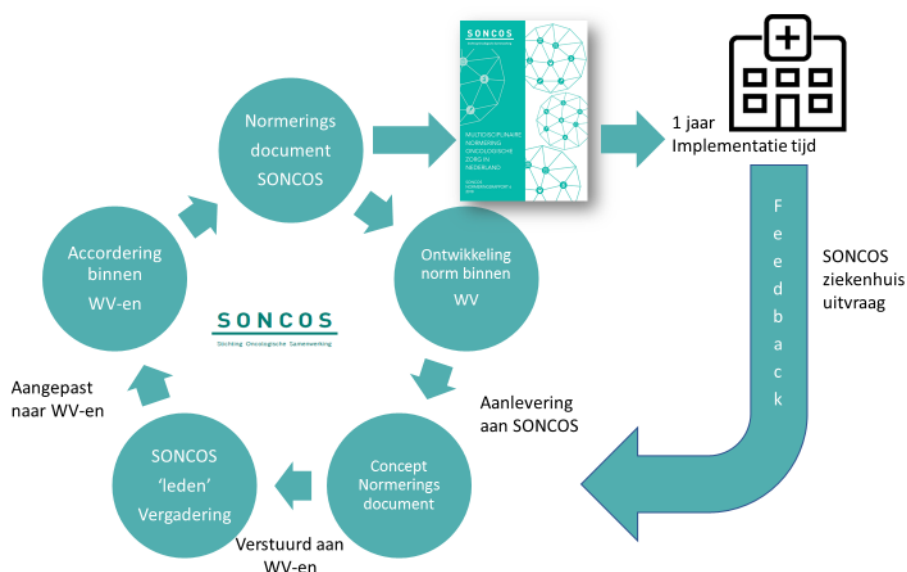 Normerings
document
SONCOS
SONCOS
MULTIDISCIPLINAIRE
NORMERING
ONCOLOGISCHE
ZORG IN
NEDERLAND
SONCOS
1 jaar
Implementatie tijd
Feedback
SONCOS
ziekenhuis
uitvraag
Ontwikkeling
norm binnen
WV
Aanlevering
aan SONCOS
Concept
Normerings
document
Verstuurd aan
WV-en
SONCOS
‘leden’
Vergadering
Aangepast
naar WV-en
Accordering
binnen
WV-en
SONCOS
Stichting Oncologische Samenwerking